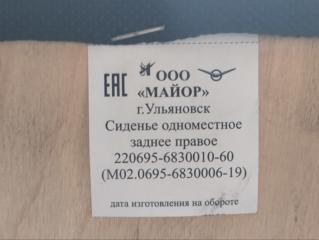 ЕАС ООО
«МАЙОР»
г.Ульяновск
Сиденье одноместное
заднее правое
220695-6830010-60
(М02.0695-6830006-19)
дата изготовления на обороте